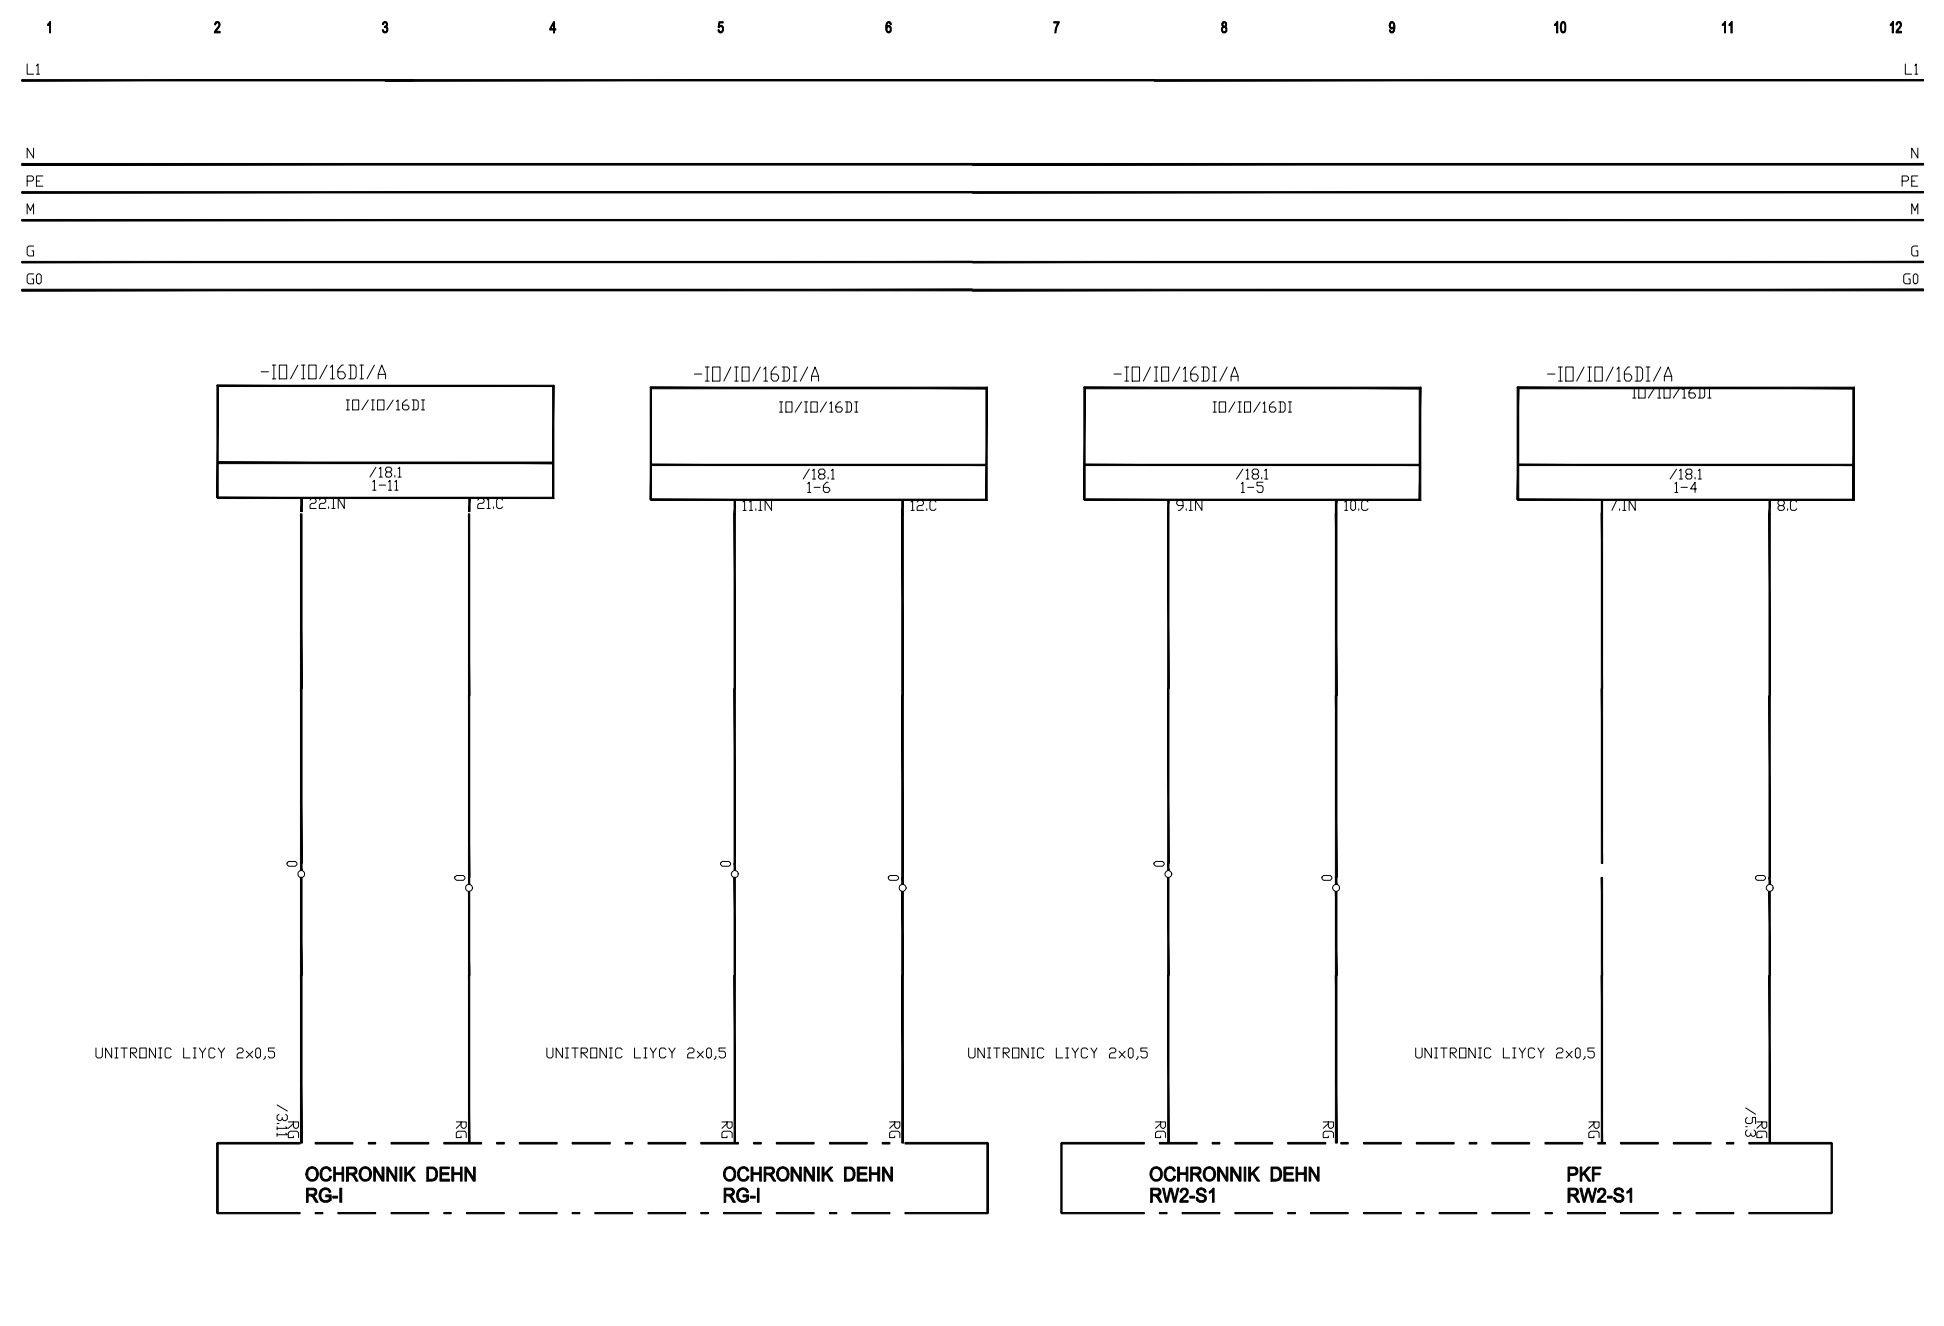 1 2 3 4 5 6 7 8 9 10 11 12
L1 L1
N N
PE PE
M M
G G
G0 G0
-IO/IO/16DI/A -IO/IO/16DI/A -IO/IO/16DI/A -IO/IO/16DI/A
IO/IO/16DI IO/IO/16DI IO/IO/16DI IO/IO/16DI
/18.1 /18.1 /18.1 /18.1
1-11 1-6 1-5 1-4
22.IN 21.C 11.IN 12.C 9.IN 10.C 7.IN 8.C
0 0 0 0 0 0 0
UNITRONIC LIYCY 2x0,5 UNITRONIC LIYCY 2x0,5 UNITRONIC LIYCY 2x0,5 UNITRONIC LIYCY 2x0,5
/3.11 RG RG RG RG RG RG RG /5.3 RG
OCHRONNIK DEHN OCHRONNIK DEHN OCHRONNIK DEHN PKF
RG-I RG-I RW2-S1 RW2-S1